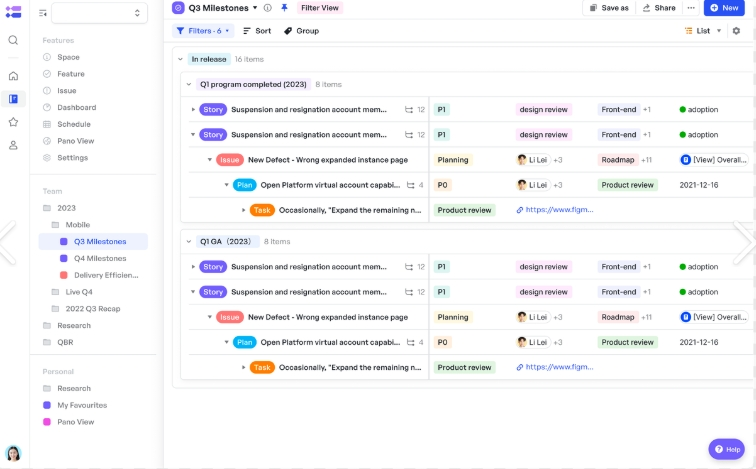 Q3 Milestones
Filter View
Save as
Share
New
Filters · 6
Sort
Group
List
Features
Space
Feature
Issue
Dashboard
Schedule
Pano View
Settings
Team
2023
Mobile
Q3 Milestones
Q4 Milestones
Delivery Efficien...
Live Q4
2022 Q3 Recap
Research
QBR
Parsonal
Research
My Favourites
Pano View
In release 16 items
Q1 program completed (2023) 8 items
Story Suspension and resignation account mem... 12 P1 design review Front-end +1 adoption
Story Suspension and resignation account mem... 12 P1 design review Front-end +1 adoption
Issue New Defect - Wrong expanded instance page Planning Li Lei +3 Roadmap +11 [View] Overall...
Plan Open Platform virtual account capabi... 4 P0 Li Lei +3 Product review 2021-12-16
Task Occasionally, "Expand the remaining n... Product review https://www.figm...
Q1 GA（2023） 8 items
Story Suspension and resignation account mem... 12 P1 design review Front-end +1 adoption
Story Suspension and resignation account mem... 12 P1 design review Front-end +1 adoption
Issue New Defect - Wrong expanded instance page Planning Li Lei +3 Roadmap +11 [View] Overall...
Plan Open Platform virtual account capabi... 4 P0 Li Lei +3 Product review 2021-12-16
Task Occasionally, "Expand the remaining n... Product review https://www.figm...
Help